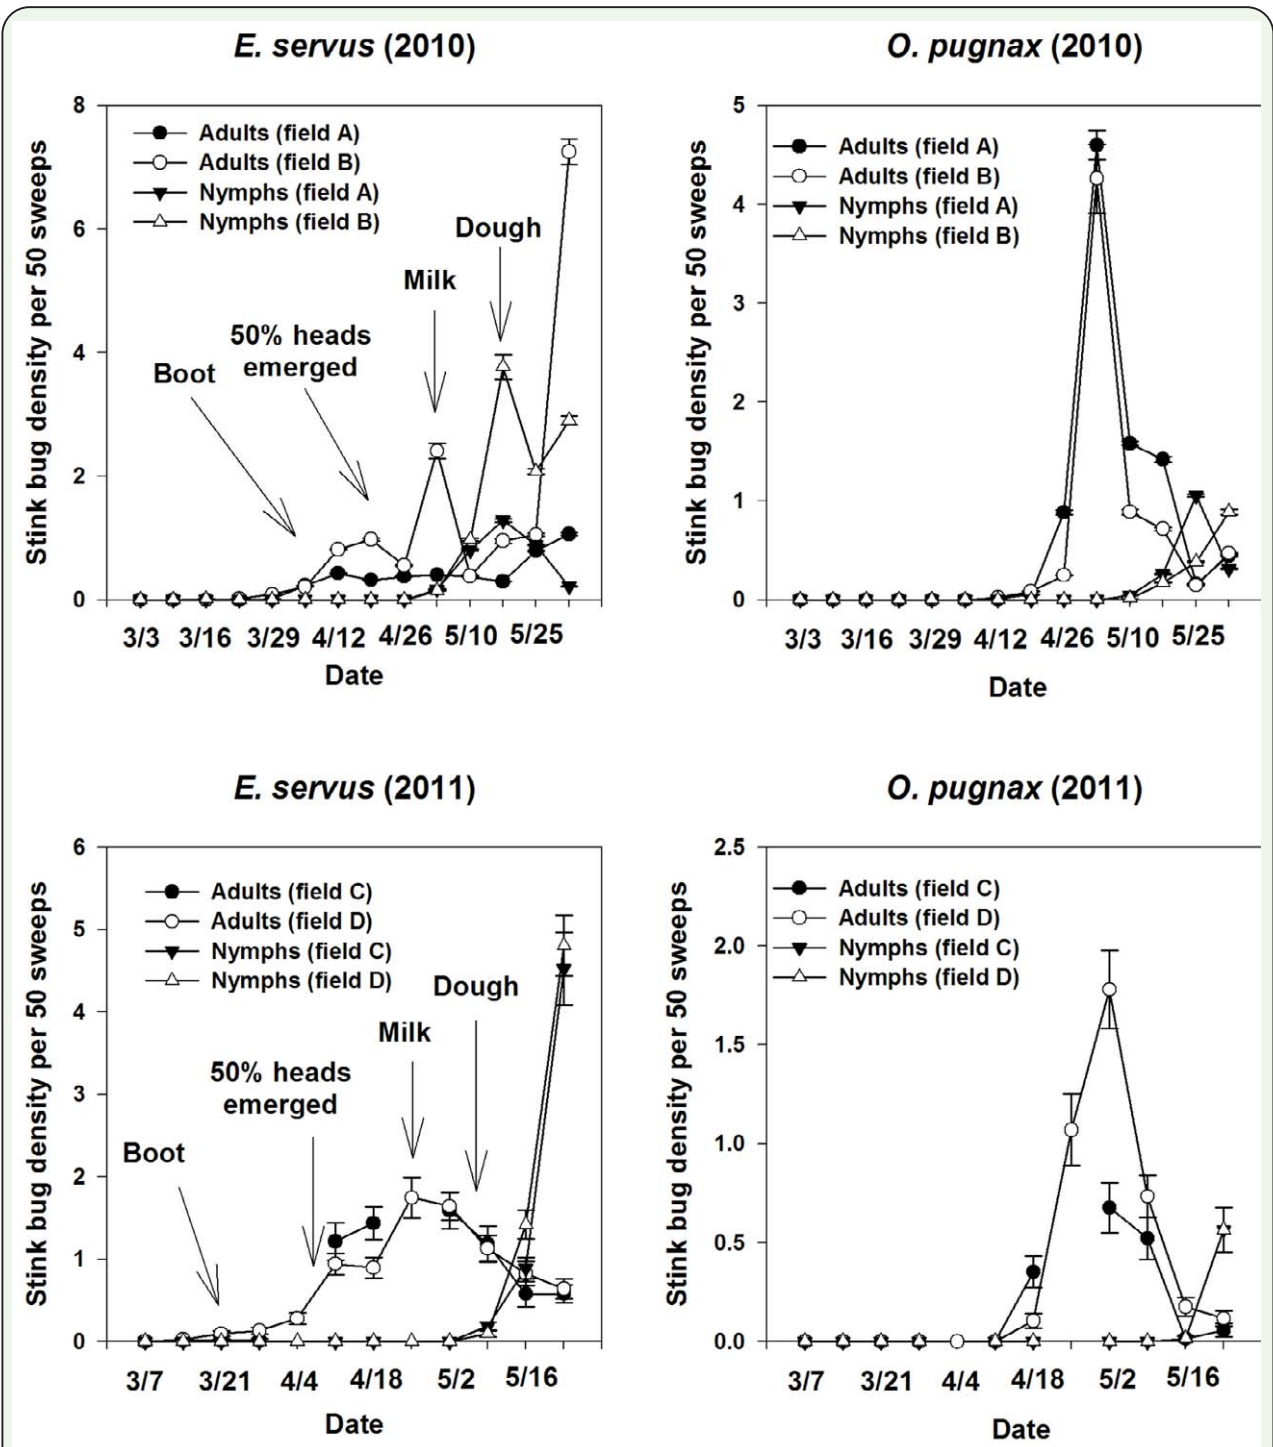 E. servus (2010)
Stink bug density per 50 sweeps
8
6
4
2
0
Adults (field A)
Adults (field B)
Nymphs (field A)
Nymphs (field B)
Boot
50% heads
emerged
Milk
Dough
3/3 3/16 3/29 4/12 4/26 5/10 5/25
Date
O. pugnax (2010)
Stink bug density per 50 sweeps
5
4
3
2
1
0
Adults (field A)
Adults (field B)
Nymphs (field A)
Nymphs (field B)
3/3 3/16 3/29 4/12 4/26 5/10 5/25
Date
E. servus (2011)
Stink bug density per 50 sweeps
6
5
4
3
2
1
0
Adults (field C)
Adults (field D)
Nymphs (field C)
Nymphs (field D)
Boot
50% heads
emerged
Milk
Dough
3/7 3/21 4/4 4/18 5/2 5/16
Date
O. pugnax (2011)
Stink bug density per 50 sweeps
2.5
2.0
1.5
1.0
0.5
0.0
Adults (field C)
Adults (field D)
Nymphs (field C)
Nymphs (field D)
3/7 3/21 4/4 4/18 5/2 5/16
Date